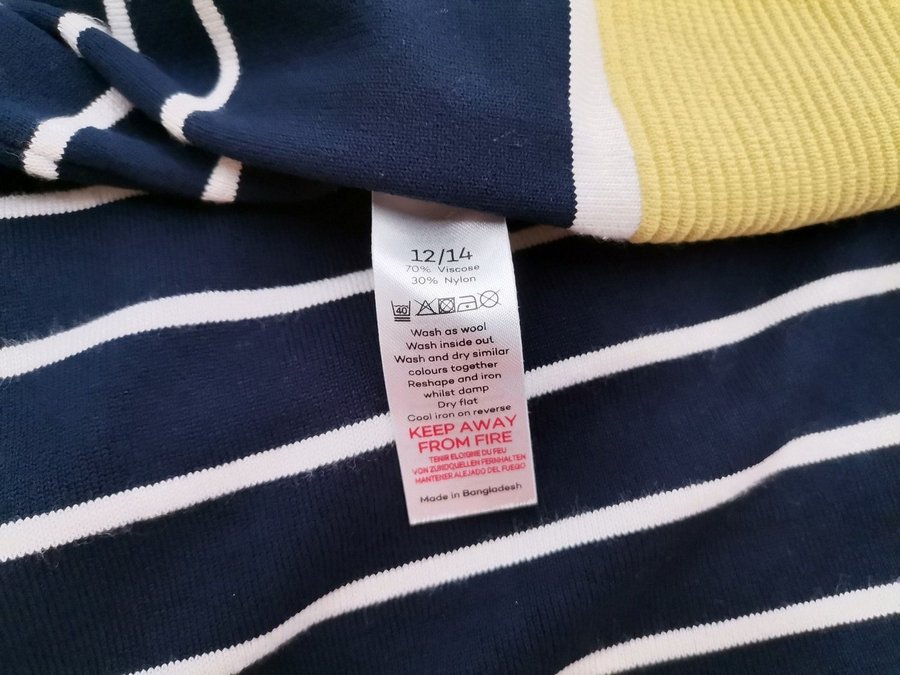 12/14
70% Viscose
30% Nylon
40
Wash as wool
Wash inside out
Wash and dry similar
colours together
Reshape and iron
whilst damp
Dry flat
Cool iron on reverse
KEEP AWAY
FROM FIRE
TENIR ELOIGNE DU FEU
VON ZUNDQUELLEN FERNHALTEN
MANTENER ALEJADO DEL FUEGO
Made in Bangladesh